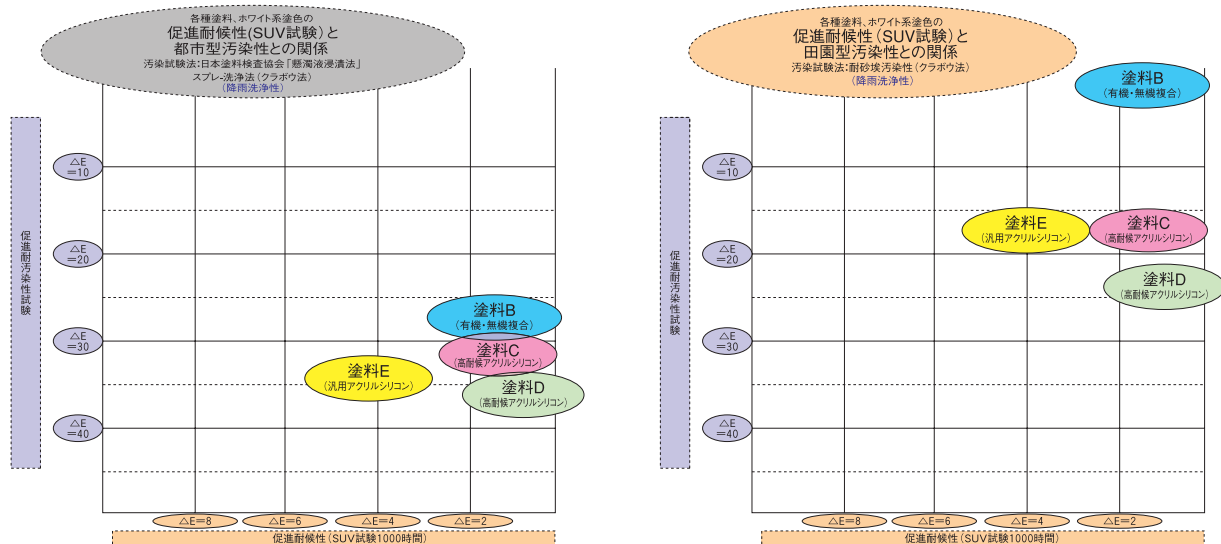 各種塗料、ホワイト系塗色の
促進耐候性(SUV試験)と
都市型汚染性との関係
汚染試験法:日本塗料検査協会「懸濁液浸漬法」
スプレー洗浄法(クラボウ法)
(降雨洗浄性)
促進耐汚染性試験
△E
=10
△E
=20
△E
=30
△E
=40
塗料B
(有機・無機複合)
塗料C
(高耐候アクリルシリコン)
塗料E
(汎用アクリルシリコン)
塗料D
(高耐候アクリルシリコン)
△E=8
△E=6
△E=4
△E=2
促進耐候性(SUV試験1000時間)
各種塗料、ホワイト系塗色の
促進耐候性(SUV試験)と
田園型汚染性との関係
汚染試験法:耐砂埃汚染性(クラボウ法)
(降雨洗浄性)
促進耐汚染性試験
△E
=10
△E
=20
△E
=30
△E
=40
塗料B
(有機・無機複合)
塗料E
(汎用アクリルシリコン)
塗料C
(高耐候アクリルシリコン)
塗料D
(高耐候アクリルシリコン)
△E=8
△E=6
△E=4
△E=2
促進耐候性(SUV試験1000時間)